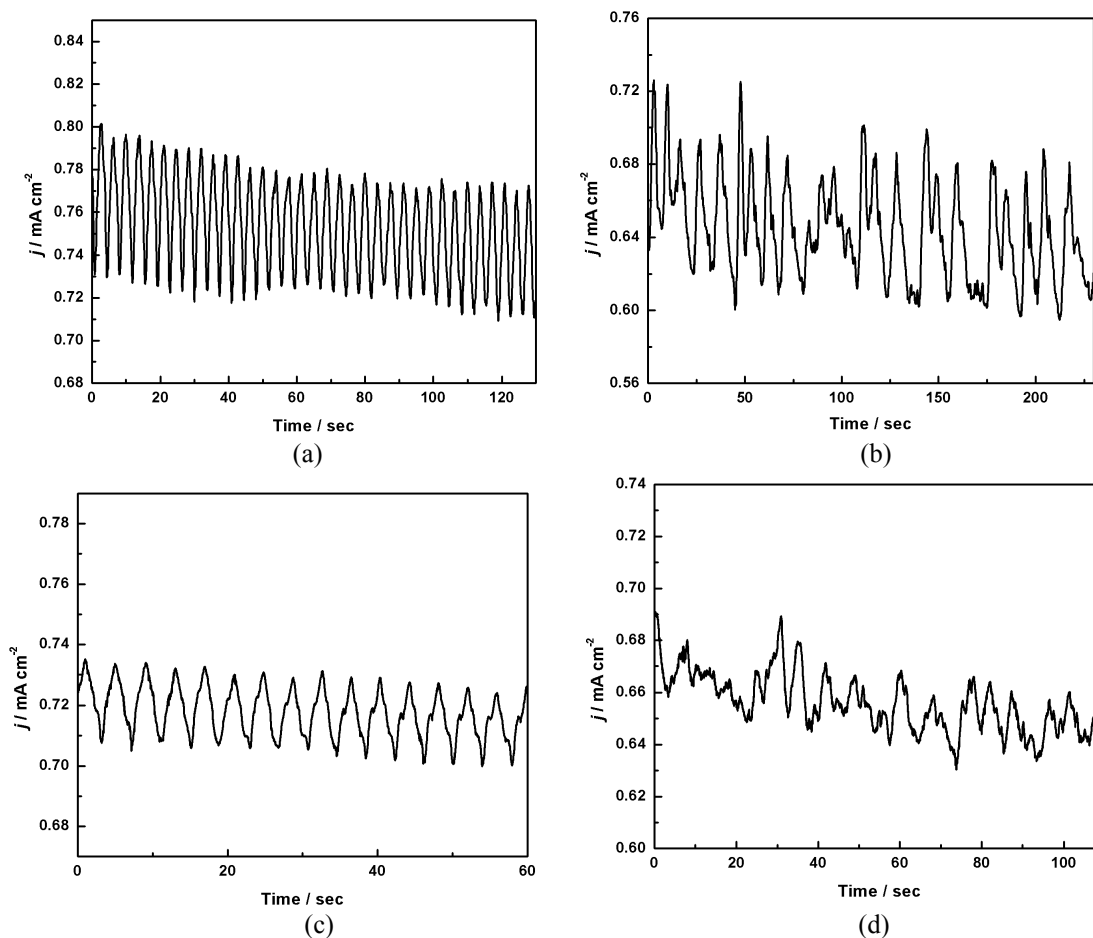 0.84
0.82
0.80
0.78
0.76
0.74
0.72
0.70
0.68
j / mA cm⁻²
0 20 40 60 80 100 120
Time / sec
(a)
0.76
0.72
0.68
0.64
0.60
0.56
j / mA cm⁻²
0 50 100 150 200
Time / sec
(b)
0.78
0.76
0.74
0.72
0.70
0.68
j / mA cm⁻²
0 20 40 60
Time / sec
(c)
0.74
0.72
0.70
0.68
0.66
0.64
0.62
0.60
j / mA cm⁻²
0 20 40 60 80 100
Time / sec
(d)